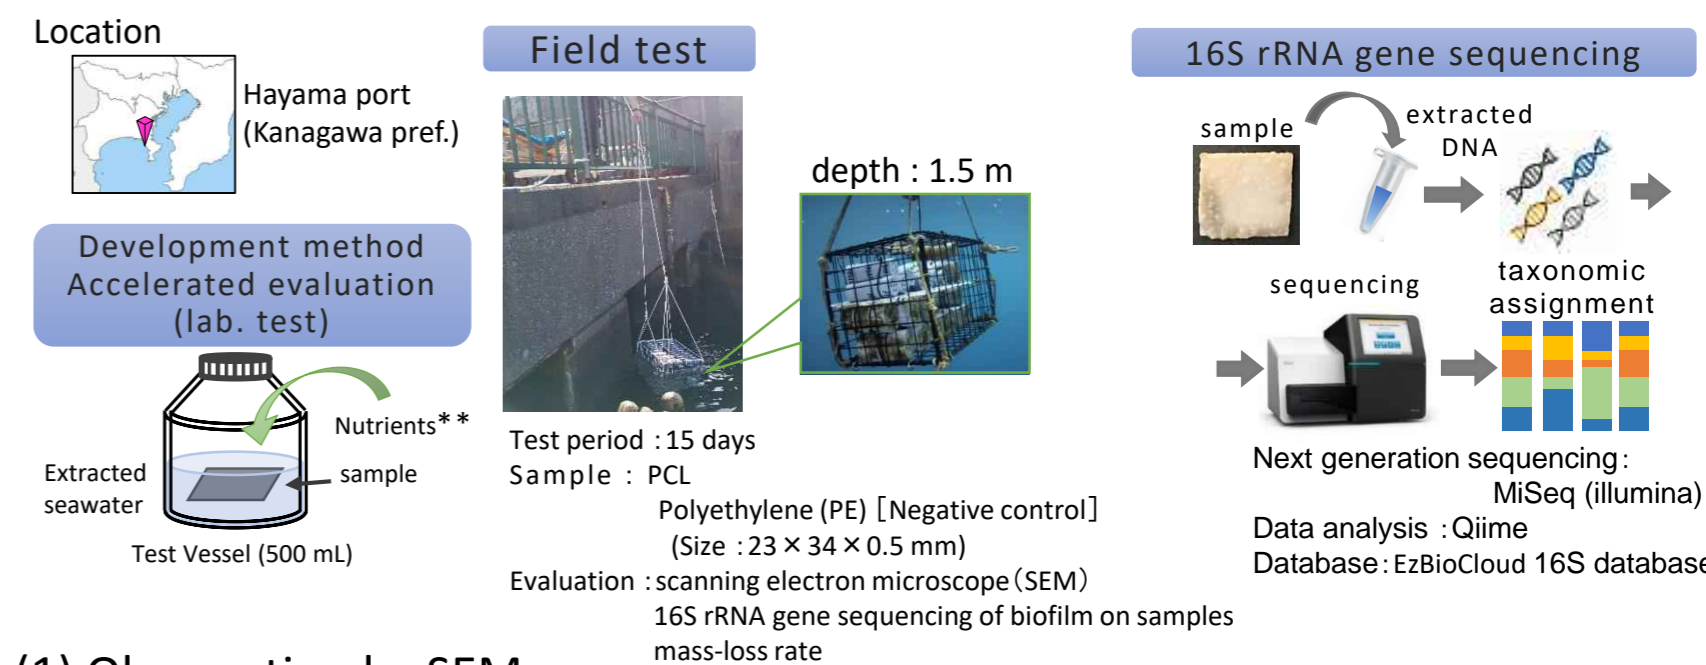 Location
Hayama port
(Kanagawa pref.)
Development method
Accelerated evaluation
(lab. test)
Nutrients**
Extracted
seawater
sample
Test Vessel (500 mL)
Field test
depth : 1.5 m
Test period : 15 days
Sample : PCL
Polyethylene (PE) [Negative control]
(Size : 23 × 34 × 0.5 mm)
Evaluation : scanning electron microscope (SEM)
16S rRNA gene sequencing of biofilm on samples
mass-loss rate
16S rRNA gene sequencing
sample
extracted
DNA
sequencing
taxonomic
assignment
Next generation sequencing :
MiSeq (illumina)
Data analysis : Qiime
Database : EzBioCloud 16S database